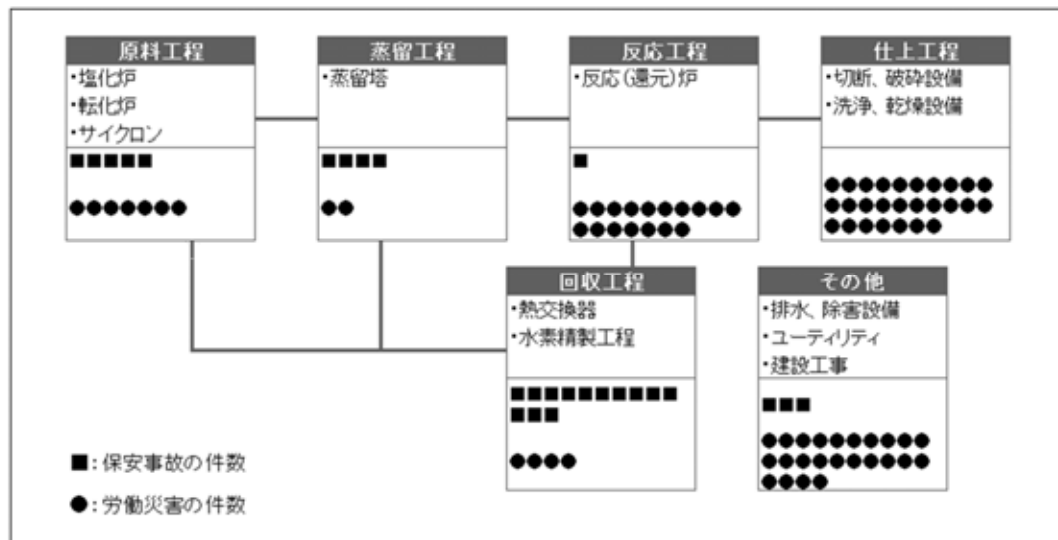 原料工程
・塩化炉
・転化炉
・サイクロン
■■■■■
●●●●●●●
蒸留工程
・蒸留塔
■■■■
●●
反応工程
・反応(還元)炉
■
●●●●●●●●●●
●●●●●●●
仕上工程
・切断、破砕設備
・洗浄、乾燥設備
●●●●●●●●●●
●●●●●●●●●●
●●●●●●●
回収工程
・熱交換器
・水素精製工程
■■■■■■■■■■
■■■
●●●●
その他
・排水、除害設備
・ユーティリティ
・建設工事
■■■
●●●●●●●●●●
●●●●●●●●●●
●●●●
■:保安事故の件数
●:労働災害の件数